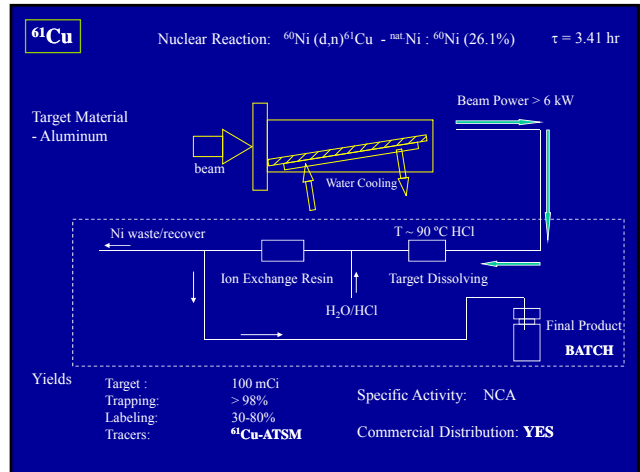 ⁶¹Cu
Nuclear Reaction: ⁶⁰Ni (d,n)⁶¹Cu - ⁿᵃᵗ·Ni : ⁶⁰Ni (26.1%) τ = 3.41 hr
Target Material
- Aluminum
Beam Power > 6 kW
beam
Water Cooling
Ni waste/recover
T ~ 90 ºC HCl
Ion Exchange Resin
Target Dissolving
H₂O/HCl
Final Product
BATCH
Yields
Target : 100 mCi
Trapping: > 98%
Labeling: 30-80%
Tracers: ⁶¹Cu-ATSM
Specific Activity: NCA
Commercial Distribution: YES